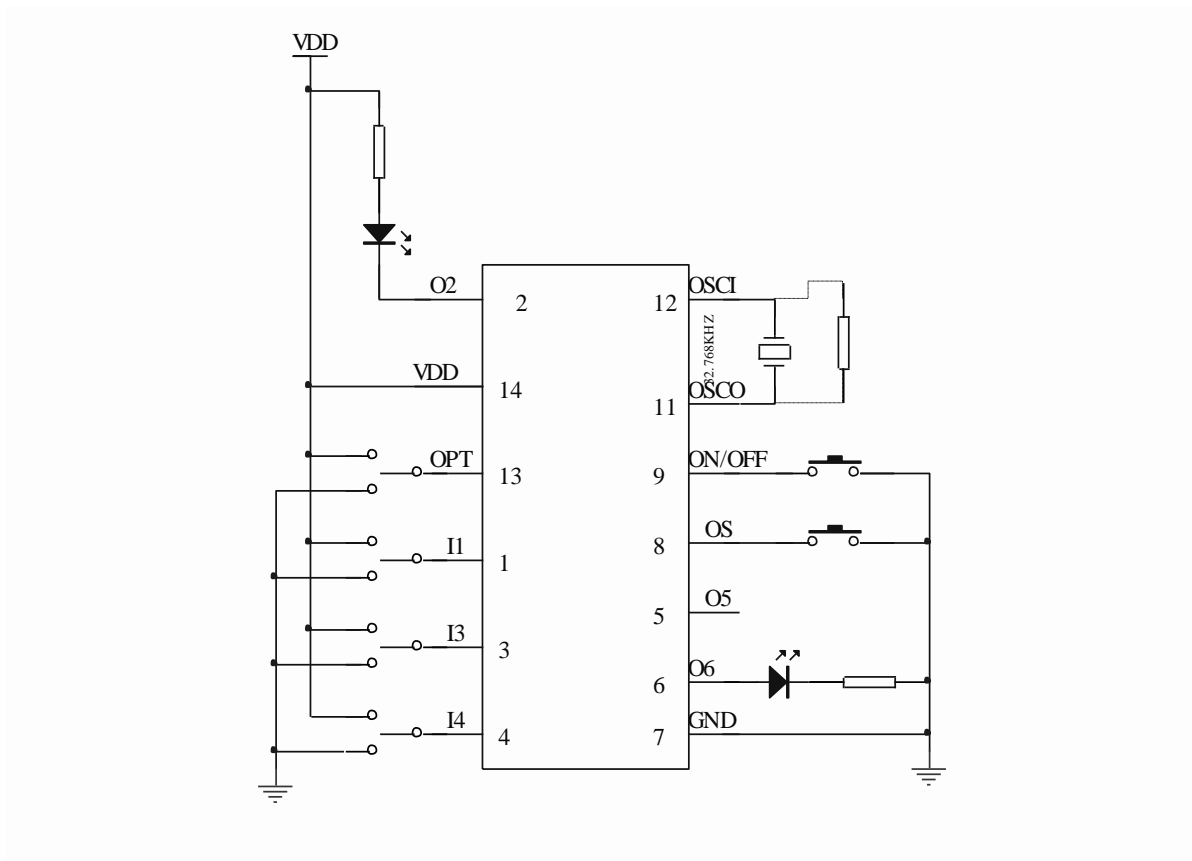 VDD
O2
2
12
OSCI
32.768KHZ
VDD
14
11
OSCO
OPT
13
9
ON/OFF
I1
1
8
OS
I3
3
5
O5
6
O6
I4
4
7
GND